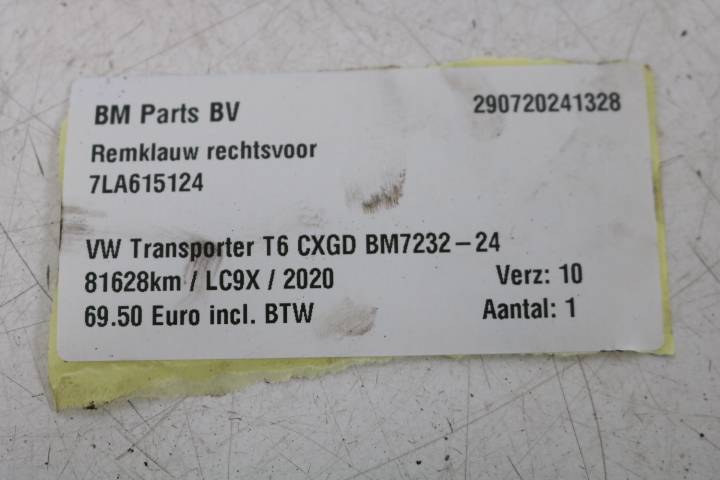 BM Parts BV 290720241328
Remklauw rechtsvoor
7LA615124
VW Transporter T6 CXGD BM7232-24
81628km / LC9X / 2020 Verz: 10
69.50 Euro incl. BTW Aantal: 1